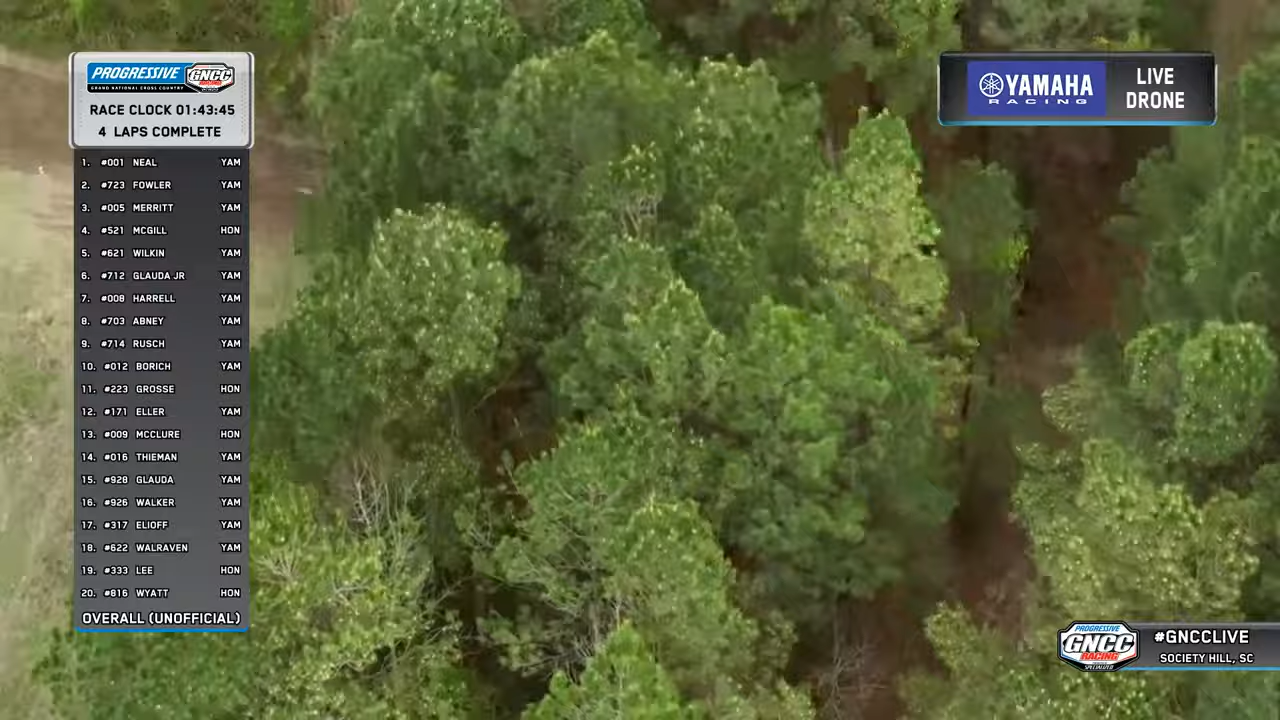 PROGRESSIVE GNCC RACING
GRAND NATIONAL CROSS COUNTRY
RACE CLOCK 01:43:45
4 LAPS COMPLETE
1. #001 NEAL YAM
2. #723 FOWLER YAM
3. #005 MERRITT YAM
4. #521 MCGILL HON
5. #621 WILKIN YAM
6. #712 GLAUDA JR YAM
7. #008 HARRELL YAM
8. #703 ABNEY YAM
9. #714 RUSCH YAM
10. #012 BORICH YAM
11. #223 GROSSE HON
12. #171 ELLER YAM
13. #009 MCCLURE HON
14. #016 THIEMAN YAM
15. #928 GLAUDA YAM
16. #926 WALKER YAM
17. #317 ELIOFF YAM
18. #622 WALRAVEN YAM
19. #333 LEE HON
20. #816 WYATT HON
OVERALL (UNOFFICIAL)
YAMAHA
RACING
LIVE
DRONE
PROGRESSIVE
GNCC
RACING
SPECIALIZED
#GNCCLIVE
SOCIETY HILL, SC